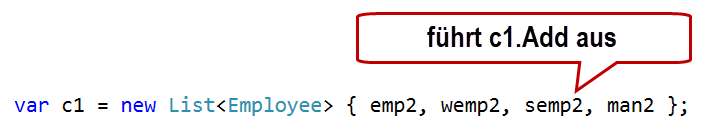 führt c1.Add aus
var c1 = new List<Employee> { emp2, wemp2, semp2, man2 };